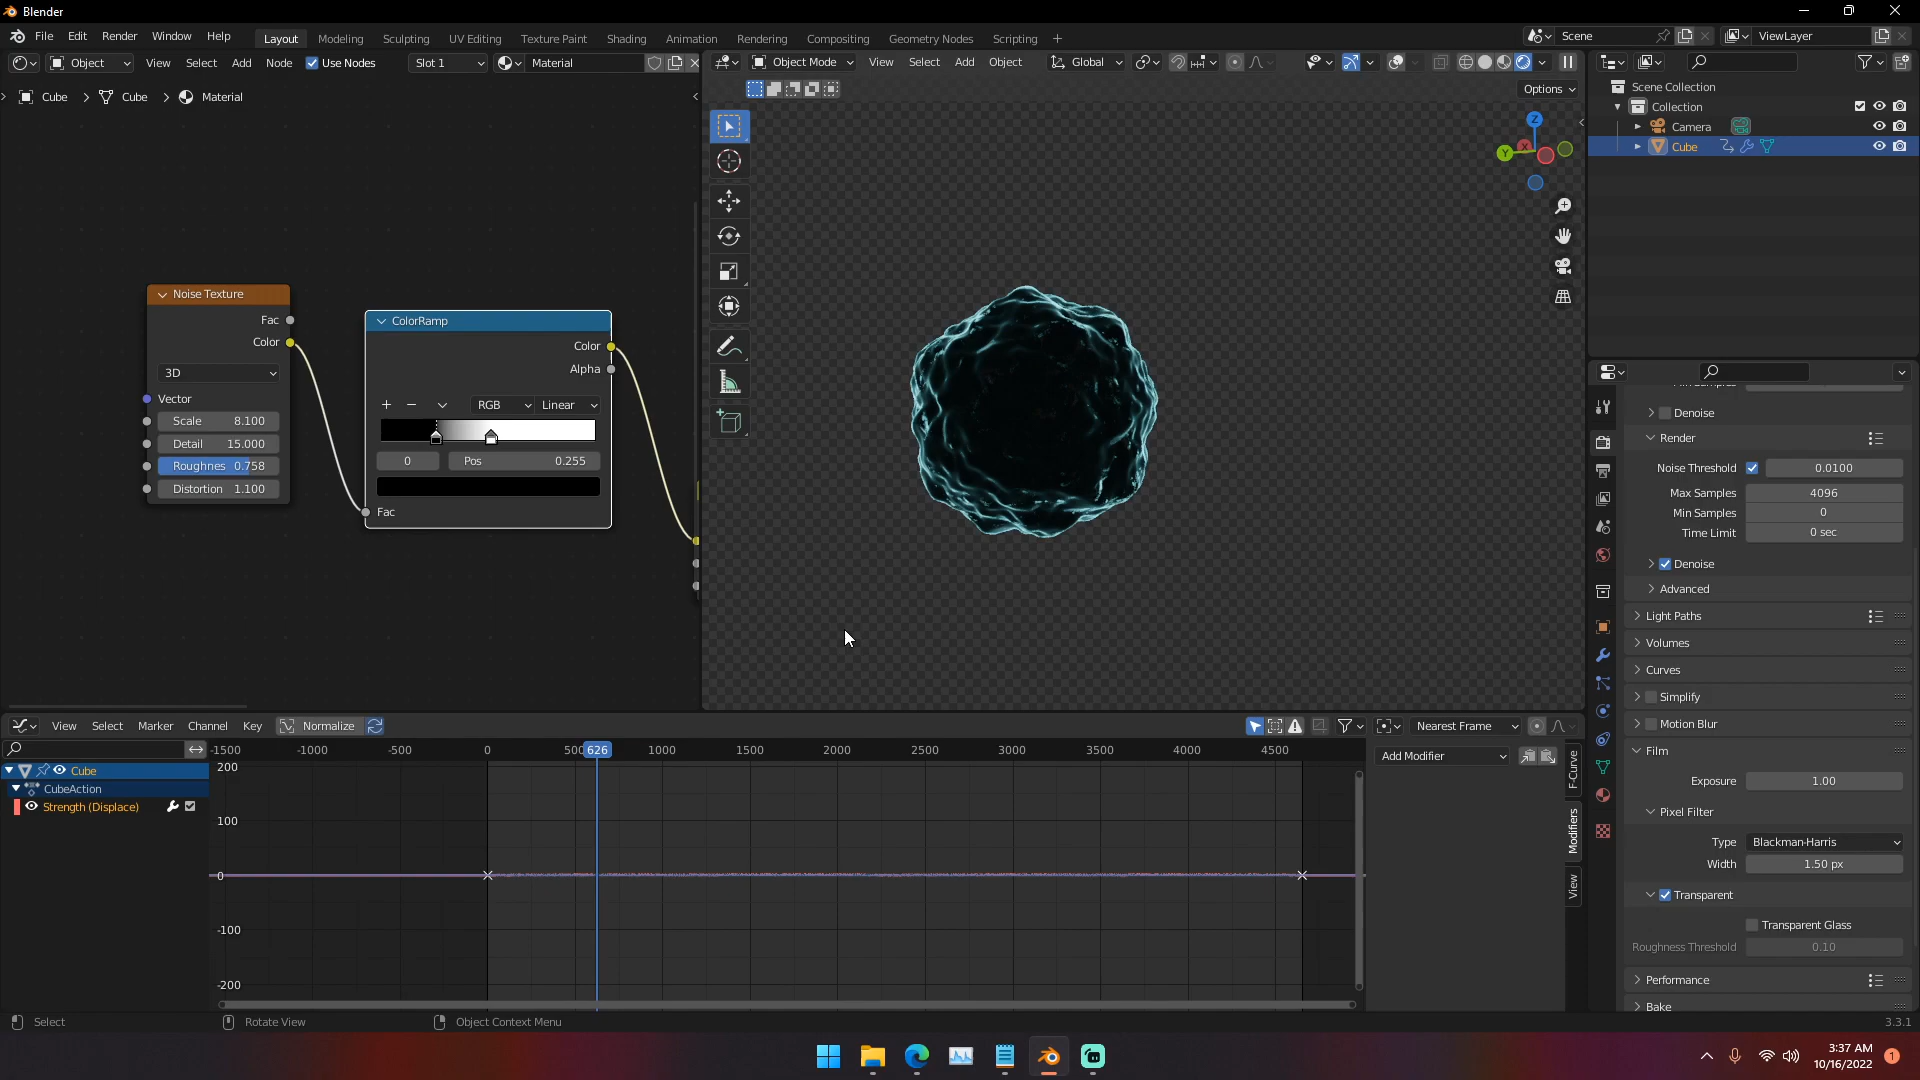 Blender
File Edit Render Window Help Layout Modeling Sculpting UV Editing Texture Paint Shading Animation Rendering Compositing Geometry Nodes Scripting + Scene ViewLayer
Object View Select Add Node Use Nodes Slot 1 Material
Object Mode View Select Add Object Global
Options
Cube Cube Material
Z
Y
X
Scene Collection
Collection
Camera
Cube
Noise Texture
Fac
Color
3D
Vector
Scale 8.100
Detail 15.000
Roughnes 0.758
Distortion 1.100
ColorRamp
Color
Alpha
+ − RGB Linear
0 Pos 0.255
Fac
Denoise
Render
Noise Threshold 0.0100
Max Samples 4096
Min Samples 0
Time Limit 0 sec
Denoise
Advanced
Light Paths
Volumes
Curves
Simplify
Motion Blur
Film
Exposure 1.00
Pixel Filter
Type Blackman-Harris
Width 1.50 px
Transparent
Transparent Glass
Roughness Threshold 0.10
Performance
Bake
View Select Marker Channel Key Normalize Nearest Frame
-1500 -1000 -500 0 500 626 1000 1500 2000 2500 3000 3500 4000 4500
Cube
CubeAction
Strength (Displace)
200
100
0
-100
-200
Add Modifier
F-Curve
Modifiers
View
Select Rotate View Object Context Menu 3.3.1
3:37 AM
10/16/2022
1